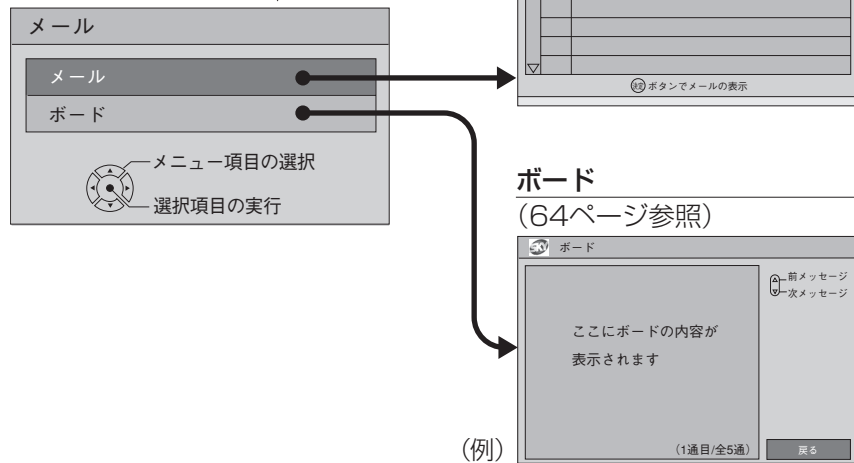 メール
メール
ボード
メニュー項目の選択
選択項目の実行
▽
決定ボタンでメールの表示
ボード
(64ページ参照)
SKY ボード
前メッセージ
次メッセージ
ここにボードの内容が
表示されます
(1通目/全5通)
戻る
(例)